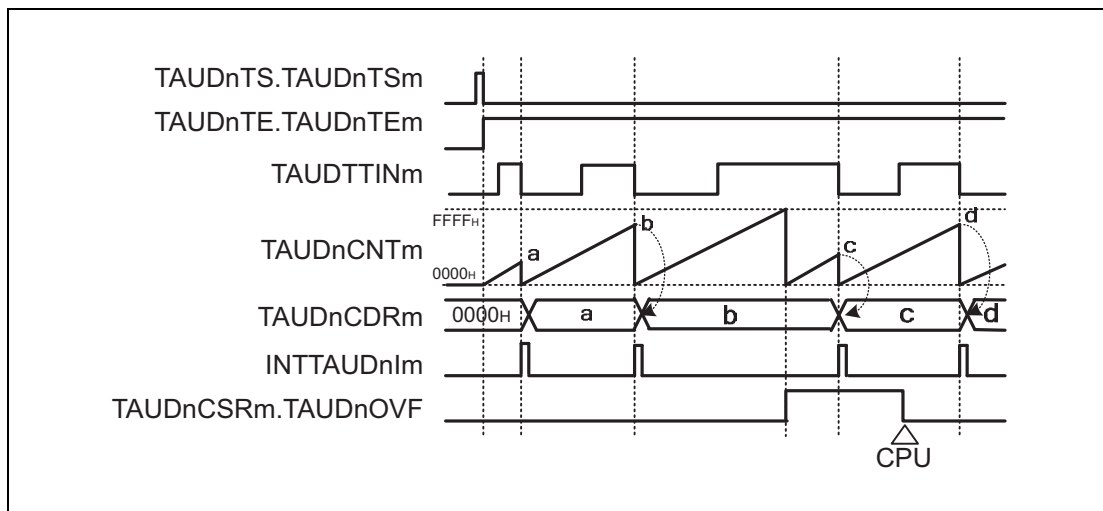 TAUDnTS.TAUDnTSm
TAUDnTE.TAUDnTEm
TAUDTTINm
FFFFH
TAUDnCNTm
0000H
a
b
c
d
TAUDnCDRm
0000H a b c d
INTTAUDnIm
TAUDnCSRm.TAUDnOVF
CPU